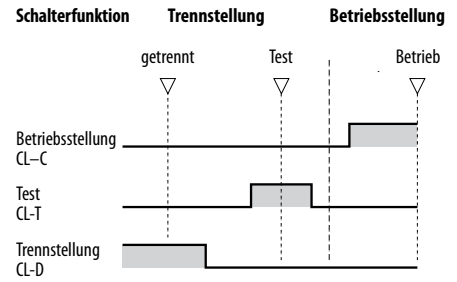 Schalterfunktion Trennstellung Betriebsstellung
getrennt Test Betrieb
Betriebsstellung
CL–C
Test
CL-T
Trennstellung
CL-D